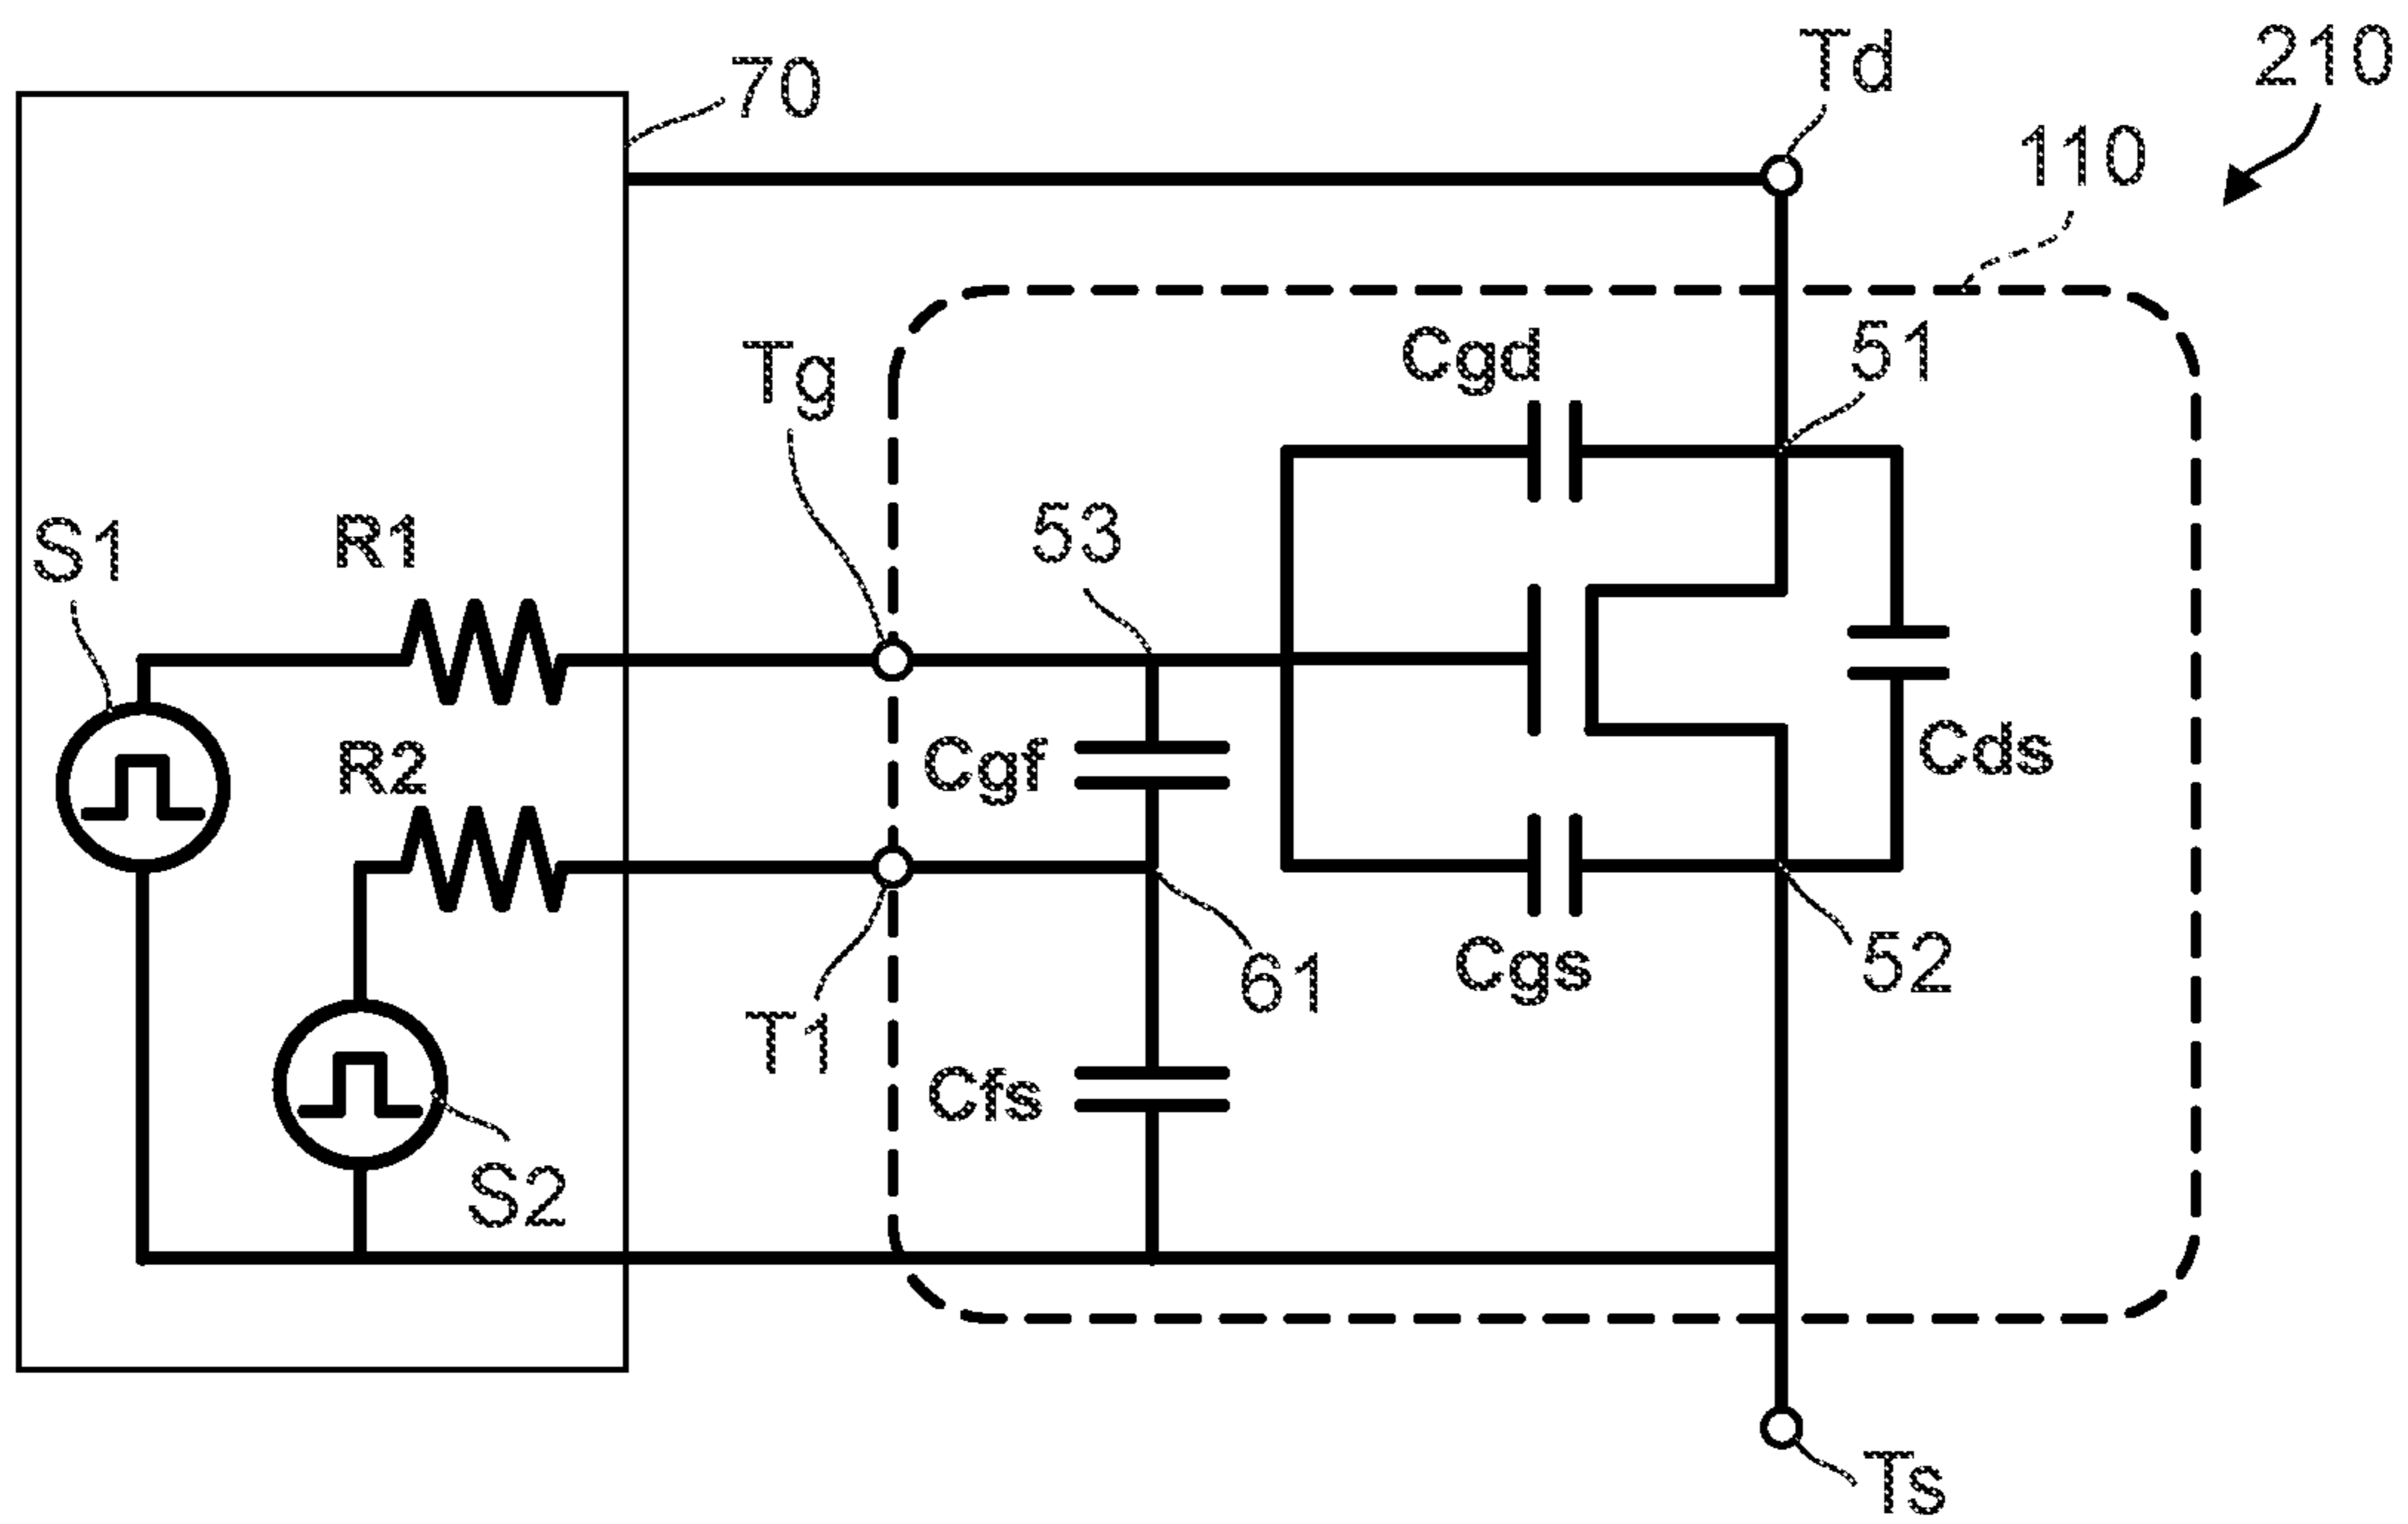 Td
210
70
110
Cgd
51
Tg
53
S1
R1
R2
Cgf
Cds
Cgs
52
61
T1
Cfs
S2
Ts